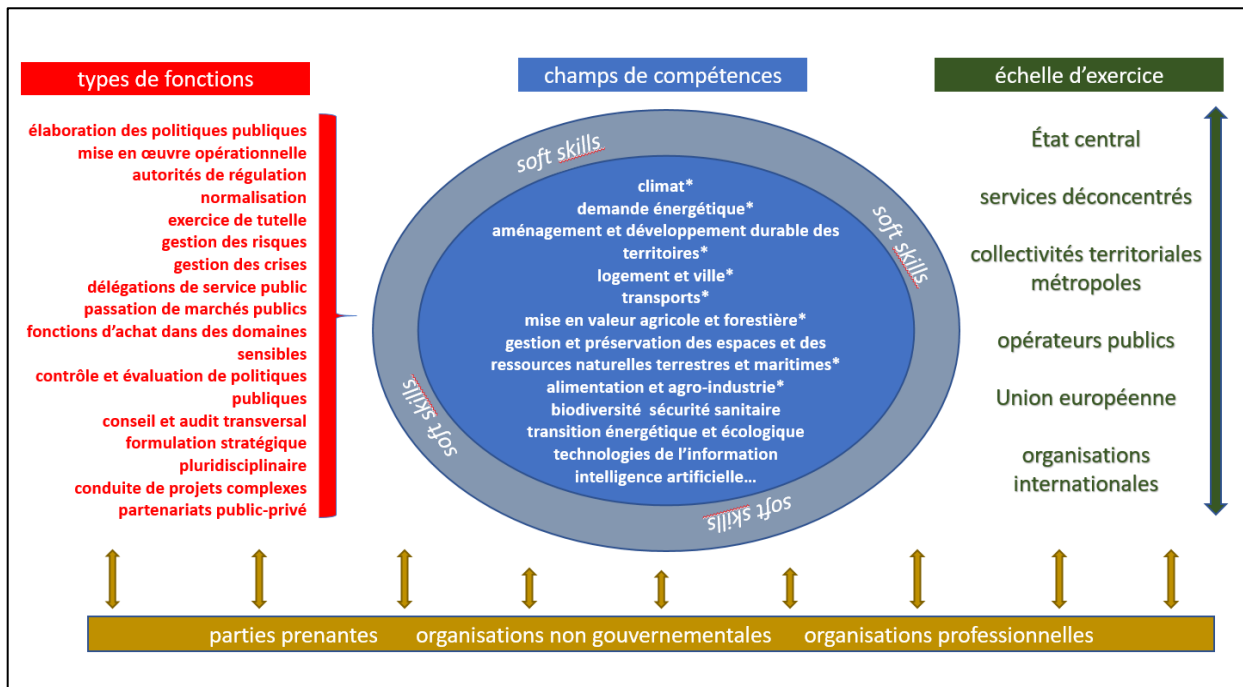 types de fonctions
élaboration des politiques publiques
mise en œuvre opérationnelle
autorités de régulation
normalisation
exercice de tutelle
gestion des risques
gestion des crises
délégations de service public
passation de marchés publics
fonctions d’achat dans des domaines
sensibles
contrôle et évaluation de politiques
publiques
conseil et audit transversal
formulation stratégique
pluridisciplinaire
conduite de projets complexes
partenariats public-privé
champs de compétences
soft skills
soft skills
soft skills
soft skills
climat*
demande énergétique*
aménagement et développement durable des
territoires*
logement et ville*
transports*
mise en valeur agricole et forestière*
gestion et préservation des espaces et des
ressources naturelles terrestres et maritimes*
alimentation et agro-industrie*
biodiversité  sécurité sanitaire
transition énergétique et écologique
technologies de l’information
intelligence artificielle…
échelle d’exercice
État central
services déconcentrés
collectivités territoriales
métropoles
opérateurs publics
Union européenne
organisations
internationales
parties prenantes organisations non gouvernementales organisations professionnelles